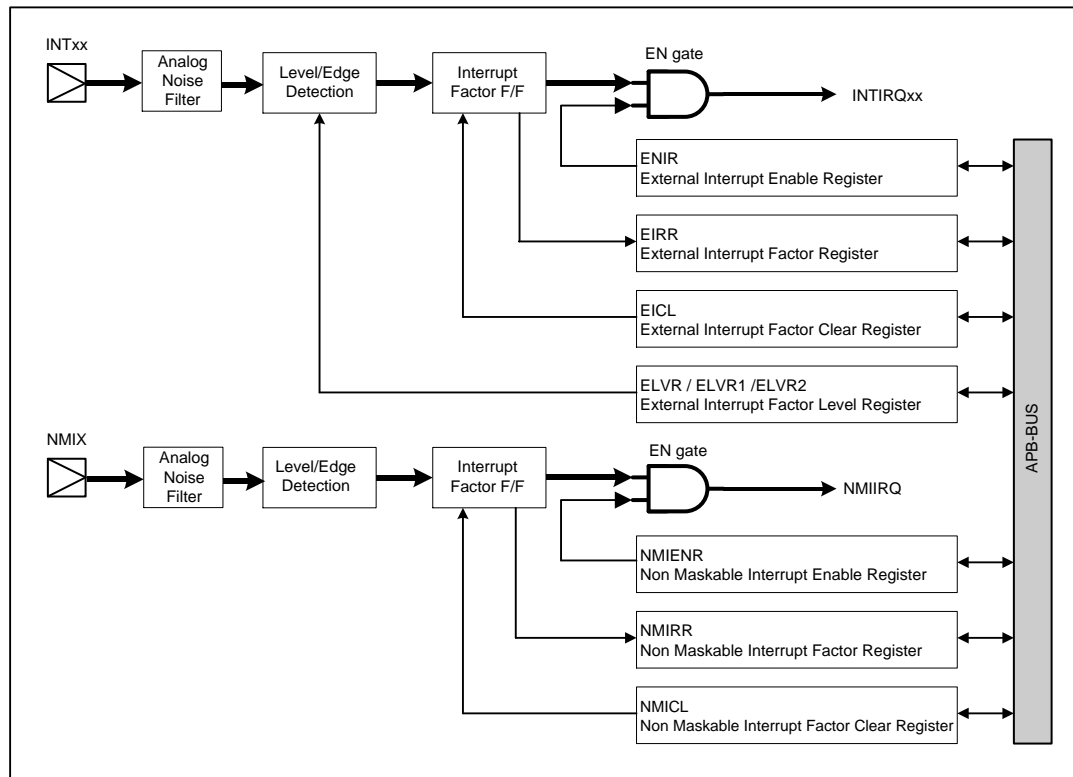 INTxx
Analog
Noise
Filter
Level/Edge
Detection
Interrupt
Factor F/F
EN gate
INTIRQxx
ENIR
External Interrupt Enable Register
EIRR
External Interrupt Factor Register
EICL
External Interrupt Factor Clear Register
ELVR / ELVR1 /ELVR2
External Interrupt Factor Level Register
APB-BUS
NMIX
Analog
Noise
Filter
Level/Edge
Detection
Interrupt
Factor F/F
EN gate
NMIIRQ
NMIENR
Non Maskable Interrupt Enable Register
NMIRR
Non Maskable Interrupt Factor Register
NMICL
Non Maskable Interrupt Factor Clear Register